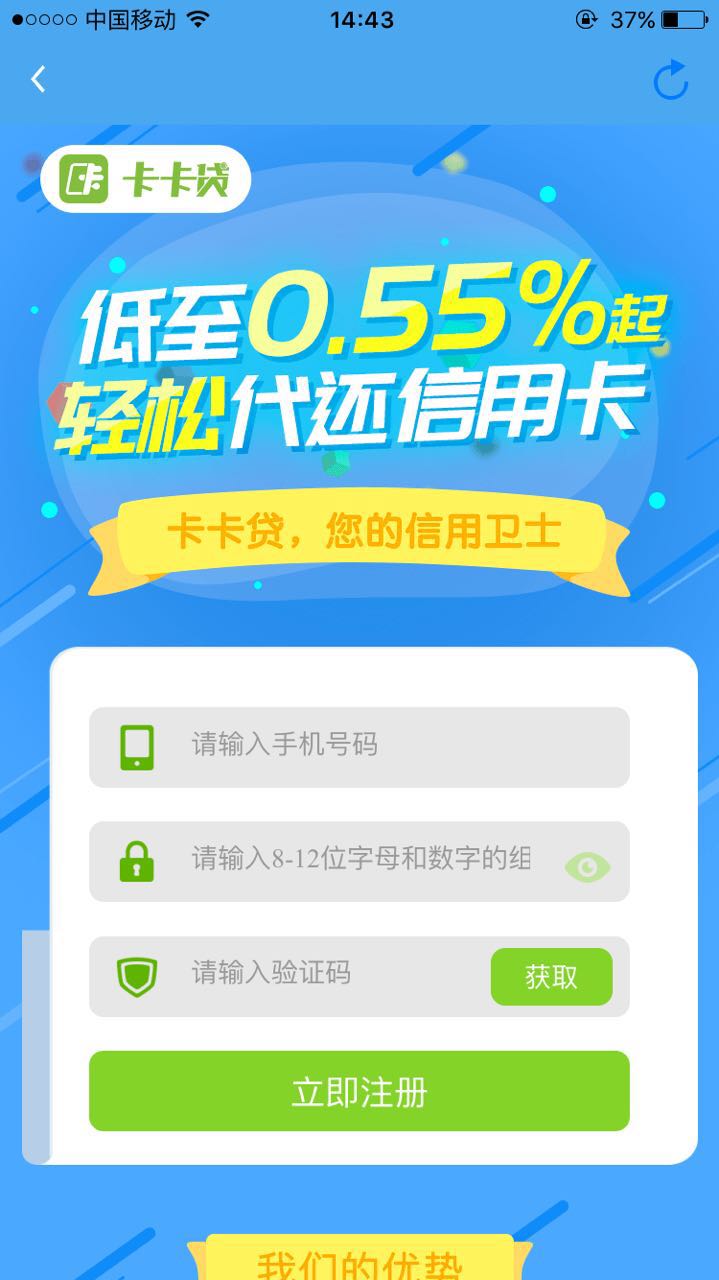 中国移动
14:43
37%
卡卡贷
低至0.55%起
轻松代还信用卡
卡卡贷，您的信用卫士
请输入手机号码
请输入8-12位字母和数字的组
请输入验证码
获取
立即注册
我们的优势